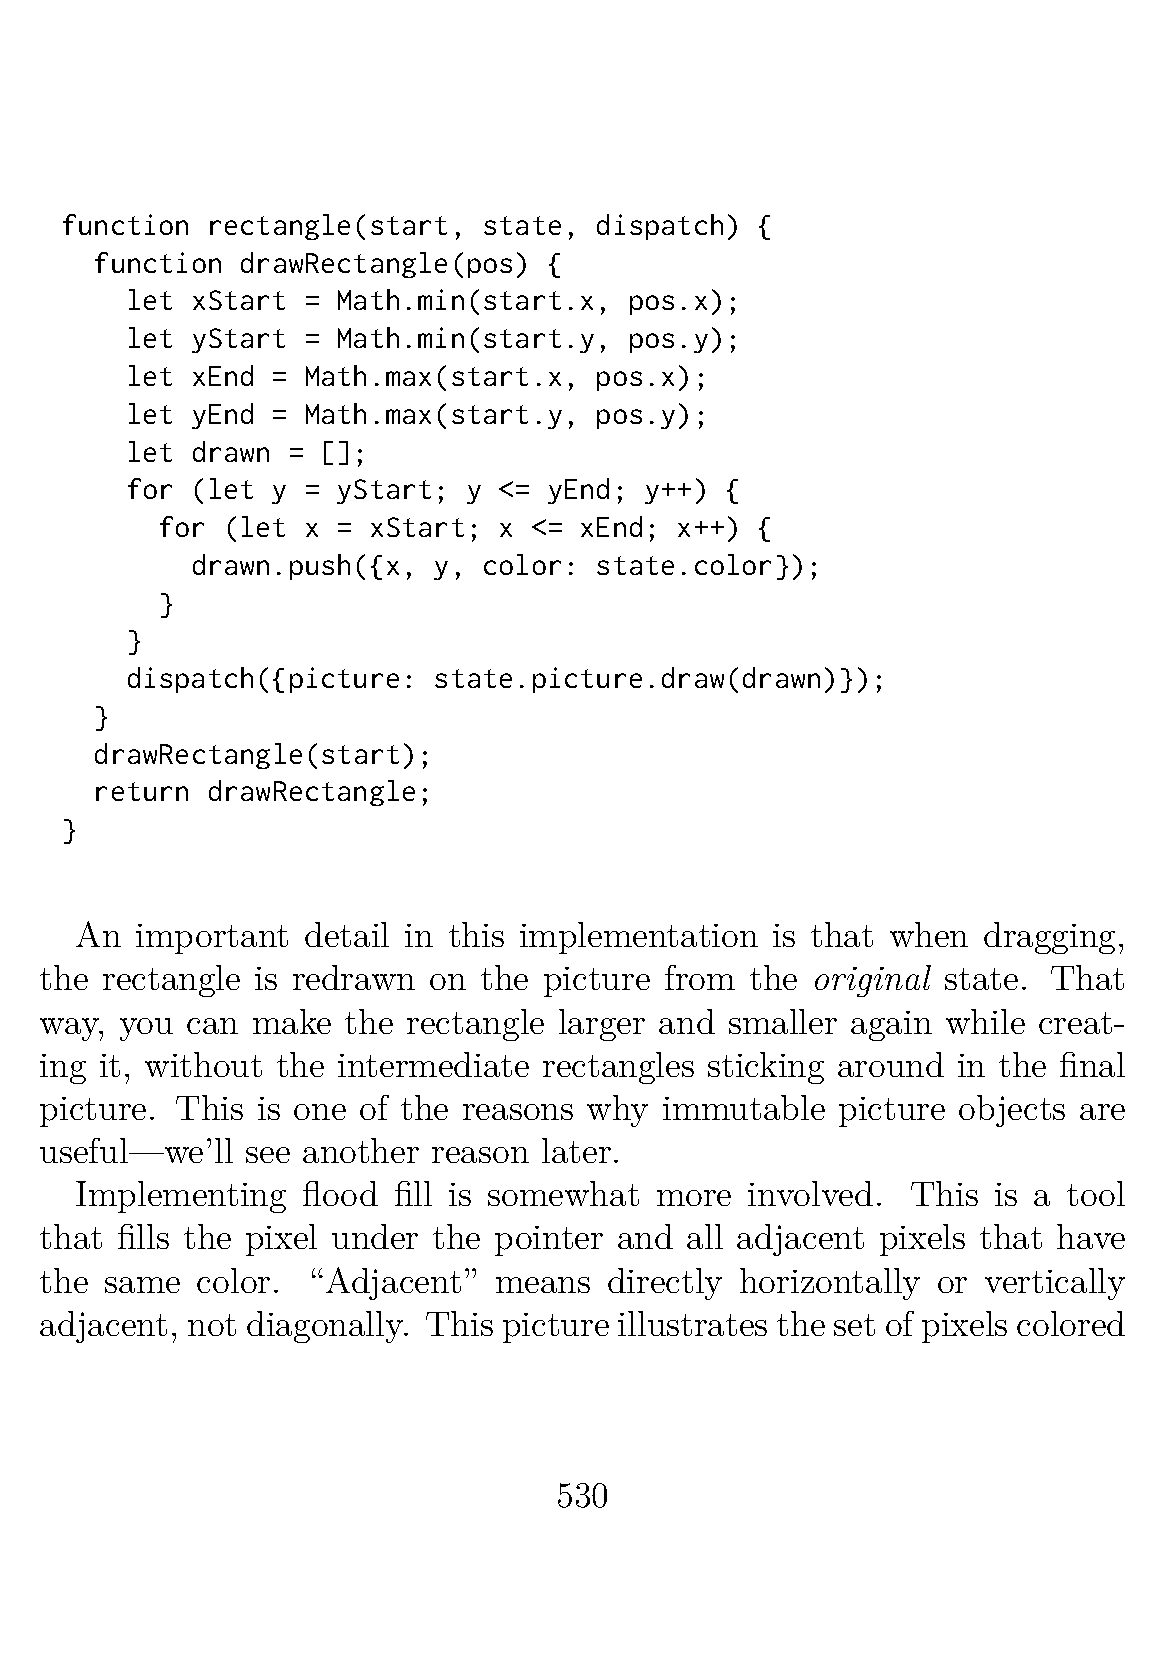 function rectangle(start, state, dispatch) {
  function drawRectangle(pos) {
    let xStart = Math.min(start.x, pos.x);
    let yStart = Math.min(start.y, pos.y);
    let xEnd = Math.max(start.x, pos.x);
    let yEnd = Math.max(start.y, pos.y);
    let drawn = [];
    for (let y = yStart; y <= yEnd; y++) {
      for (let x = xStart; x <= xEnd; x++) {
        drawn.push({x, y, color: state.color});
      }
    }
    dispatch({picture: state.picture.draw(drawn)});
  }
  drawRectangle(start);
  return drawRectangle;
}
An important detail in this implementation is that when dragging,
the rectangle is redrawn on the picture from the original state. That
way, you can make the rectangle larger and smaller again while creat-
ing it, without the intermediate rectangles sticking around in the final
picture. This is one of the reasons why immutable picture objects are
useful—we’ll see another reason later.
Implementing flood fill is somewhat more involved. This is a tool
that fills the pixel under the pointer and all adjacent pixels that have
the same color. “Adjacent” means directly horizontally or vertically
adjacent, not diagonally. This picture illustrates the set of pixels colored
530